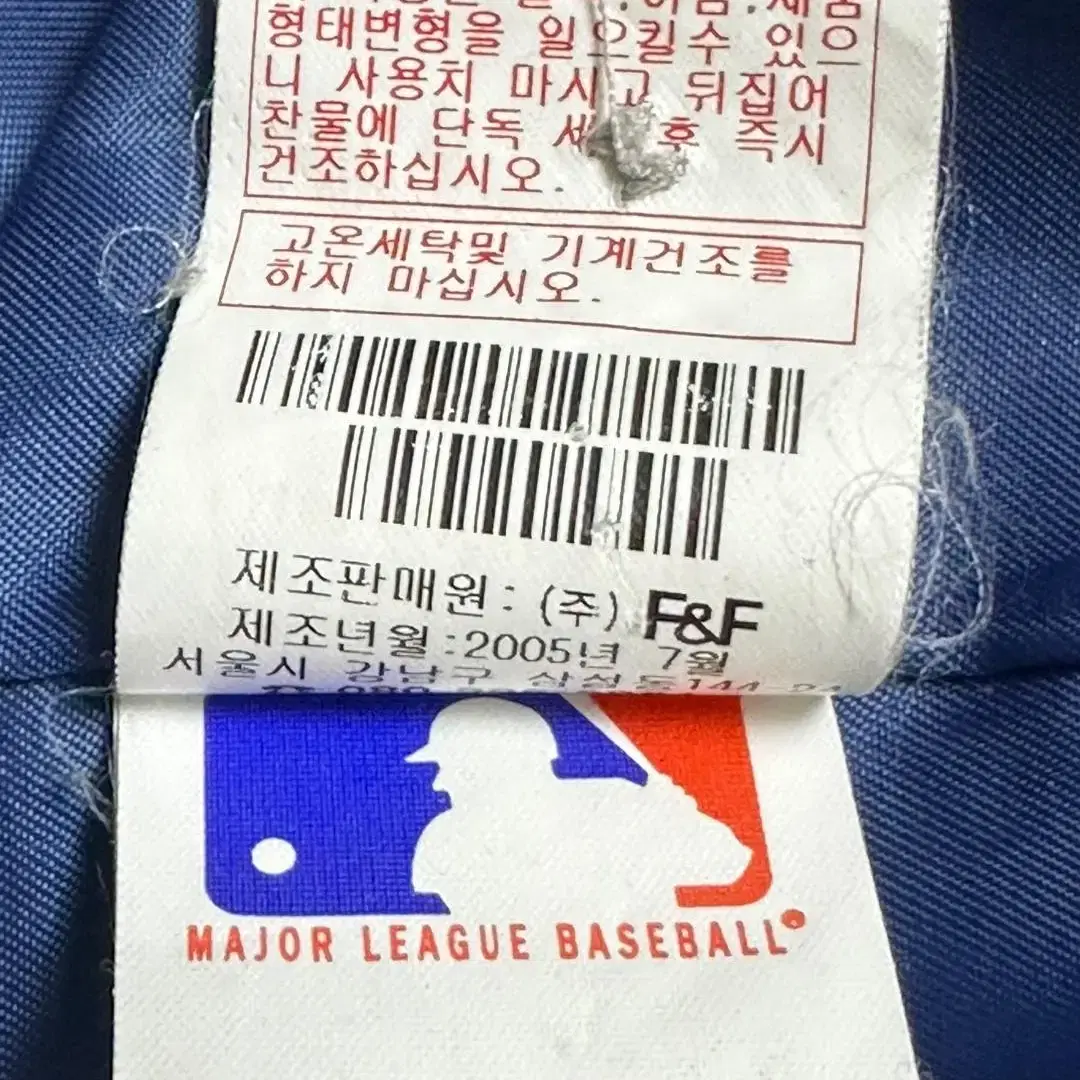 형태변형을 일으킬수 있으
니 사용치 마시고 뒤집어
찬물에 단독 후 즉시
건조하십시오.
고온세탁및 기계건조를
하지 마십시오.
제조판매원 : (주) F&F
제조년월 : 2005년 7월
서울시 강남구 삼성동 144
MAJOR LEAGUE BASEBALL